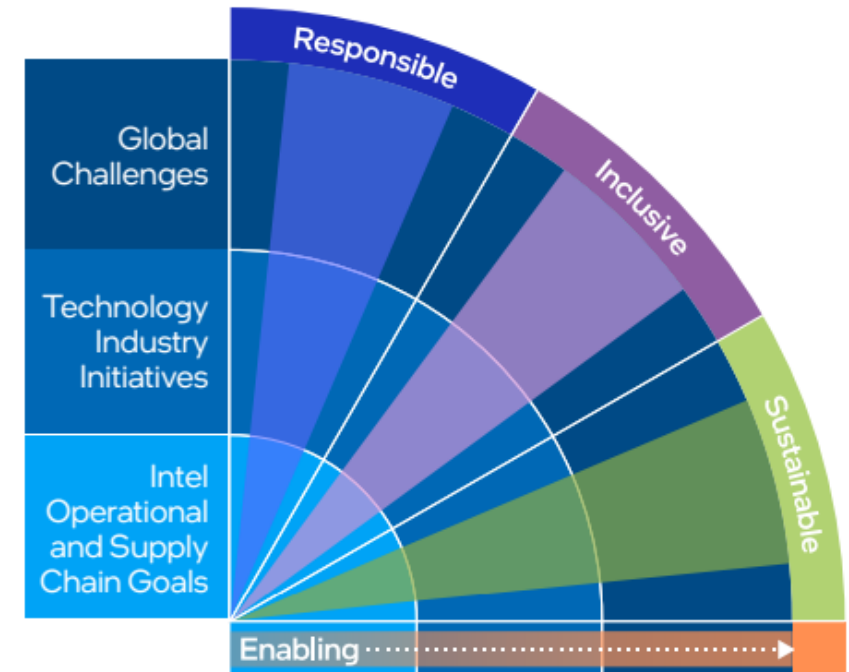 Responsible
Inclusive
Sustainable
Global
Challenges
Technology
Industry
Initiatives
Intel
Operational
and Supply
Chain Goals
Enabling